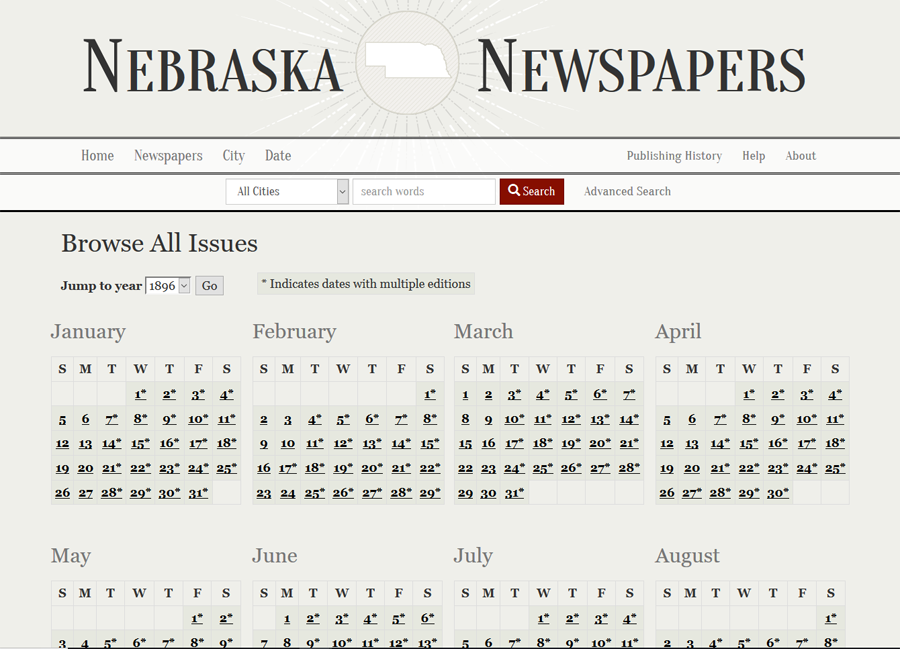 Nebraska Newspapers
Home Newspapers City Date Publishing History Help About
All Cities search words Search Advanced Search
Browse All Issues
Jump to year 1896 Go * Indicates dates with multiple editions
January February March April
S M T W T F S S M T W T F S S M T W T F S S M T W T F S
1* 2* 3* 4* 1* 1 2 3* 4* 5* 6* 7* 1* 2* 3* 4*
5 6 7* 8* 9* 10* 11* 2 3 4* 5* 6* 7* 8* 8 9 10* 11* 12* 13* 14* 5 6 7* 8* 9* 10* 11*
12 13 14* 15* 16* 17* 18* 9 10 11* 12* 13* 14* 15* 15 16 17* 18* 19* 20* 21* 12 13 14* 15* 16* 17* 18*
19 20 21* 22* 23* 24* 25* 16 17* 18* 19* 20* 21* 22* 22 23 24* 25* 26* 27* 28* 19 20 21* 22* 23* 24* 25*
26 27 28* 29* 30* 31* 23 24 25* 26* 27* 28* 29* 29 30 31* 26 27* 28* 29* 30*
May June July August
S M T W T F S S M T W T F S S M T W T F S S M T W T F S
1* 2* 1 2* 3* 4* 5* 6* 1* 2* 3* 4* 1*
3 4 5* 6* 7* 8* 9* 7 8 9* 10* 11* 12* 13* 5 6 7* 8* 9* 10* 11* 2 3 4* 5* 6* 7* 8*